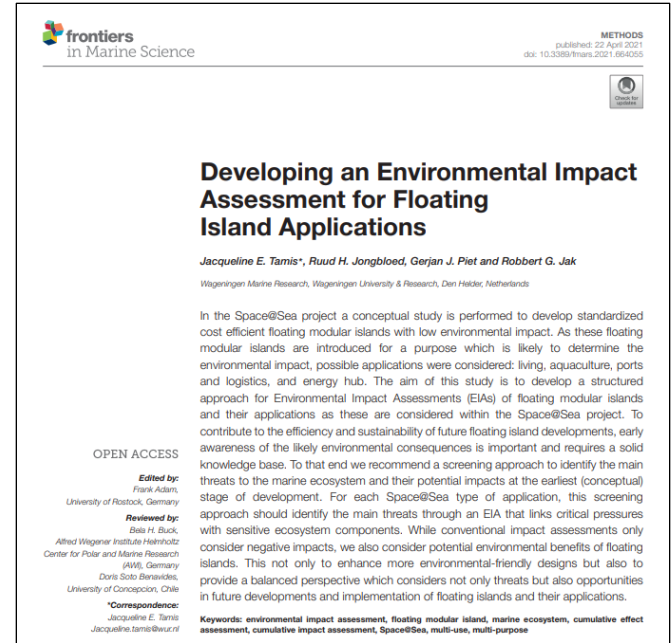 frontiers
in Marine Science
METHODS
published: 22 April 2021
doi: 10.3389/fmars.2021.664055
Check for
updates
Developing an Environmental Impact
Assessment for Floating
Island Applications
Jacqueline E. Tamis*, Ruud H. Jongbloed, Gerjan J. Piet and Robbert G. Jak
Wageningen Marine Research, Wageningen University & Research, Den Helder, Netherlands
In the Space@Sea project a conceptual study is performed to develop standardized
cost efficient floating modular islands with low environmental impact. As these floating
modular islands are introduced for a purpose which is likely to determine the
environmental impact, possible applications were considered: living, aquaculture, ports
and logistics, and energy hub. The aim of this study is to develop a structured
approach for Environmental Impact Assessments (EIAs) of floating modular islands
and their applications as these are considered within the Space@Sea project. To
contribute to the efficiency and sustainability of future floating island developments, early
awareness of the likely environmental consequences is important and requires a solid
knowledge base. To that end we recommend a screening approach to identify the main
threats to the marine ecosystem and their potential impacts at the earliest (conceptual)
stage of development. For each Space@Sea type of application, this screening
approach should identify the main threats through an EIA that links critical pressures
with sensitive ecosystem components. While conventional impact assessments only
consider negative impacts, we also consider potential environmental benefits of floating
islands. This not only to enhance more environmental-friendly designs but also to
provide a balanced perspective which considers not only threats but also opportunities
in future developments and implementation of floating islands and their applications.
Keywords: environmental impact assessment, floating modular island, marine ecosystem, cumulative effect
assessment, cumulative impact assessment, Space@Sea, multi-use, multi-purpose
OPEN ACCESS
Edited by:
Frank Adam,
University of Rostock, Germany
Reviewed by:
Bela H. Buck,
Alfred Wegener Institute Helmholtz
Center for Polar and Marine Research
(AWI), Germany
Doris Soto Benavides,
University of Concepcion, Chile
*Correspondence:
Jacqueline E. Tamis
Jacqueline.tamis@wur.nl